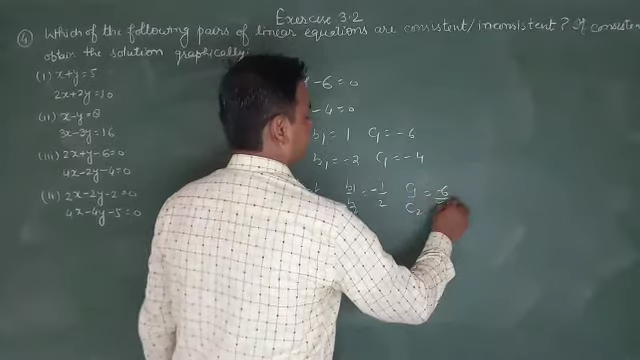 Exercise 3.2
④ Which of the following pairs of linear equations are consistent/inconsistent? If consisten
obtain the solution graphically:
(i) x+y=5
2x+2y=10
(ii) x-y=8
3x-3y=16
(iii) 2x+y-6=0
4x-2y-4=0
(iv) 2x-2y-2=0
4x-4y-5=0
-6=0
-4=0
b₁=1 C₁=-6
b₂=-2 C₂=-4
b₁ = -1 C₁ = -6
b₂ 2 C₂